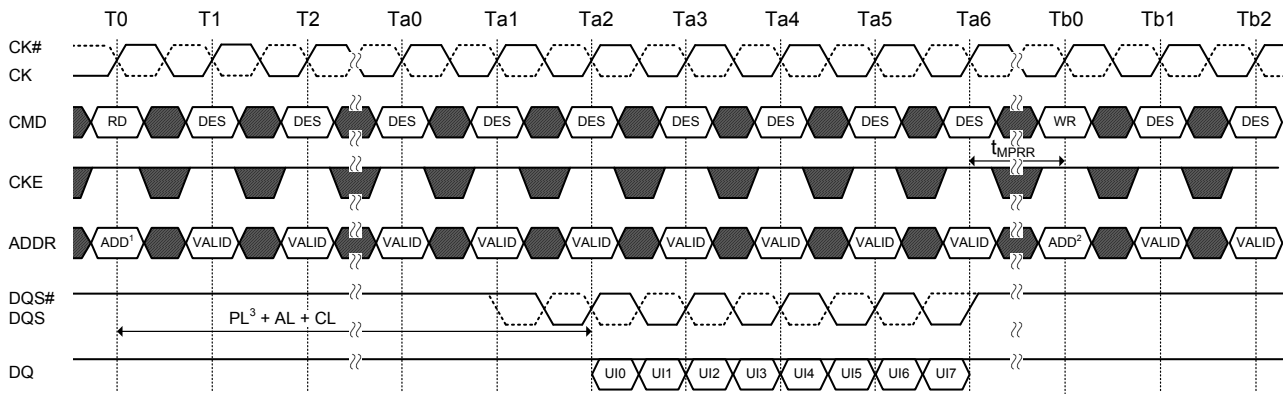 T0 T1 T2 Ta0 Ta1 Ta2 Ta3 Ta4 Ta5 Ta6 Tb0 Tb1 Tb2
CK#
CK
CMD RD DES DES DES DES DES DES DES DES DES WR DES DES
tMPRR
CKE
ADDR ADD¹ VALID VALID VALID VALID VALID VALID VALID VALID VALID ADD² VALID VALID
DQS#
DQS
PL³ + AL + CL
DQ UI0 UI1 UI2 UI3 UI4 UI5 UI6 UI7